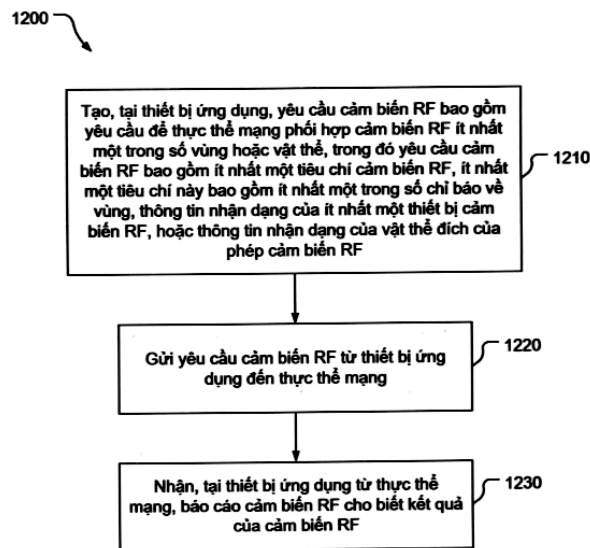 1200
Tạo, tại thiết bị ứng dụng, yêu cầu cảm biến RF bao gồm
yêu cầu để thực thể mạng phối hợp cảm biến RF ít nhất
một trong số vùng hoặc vật thể, trong đó yêu cầu cảm
biến RF bao gồm ít nhất một tiêu chí cảm biến RF, ít nhất
một tiêu chí này bao gồm ít nhất một trong số chỉ báo về
vùng, thông tin nhận dạng của ít nhất một thiết bị cảm
biến RF, hoặc thông tin nhận dạng của vật thể đích của
phép cảm biến RF
1210
Gửi yêu cầu cảm biến RF từ thiết bị ứng
dụng đến thực thể mạng
1220
Nhận, tại thiết bị ứng dụng từ thực thể
mạng, báo cáo cảm biến RF cho biết kết quả
của cảm biến RF
1230